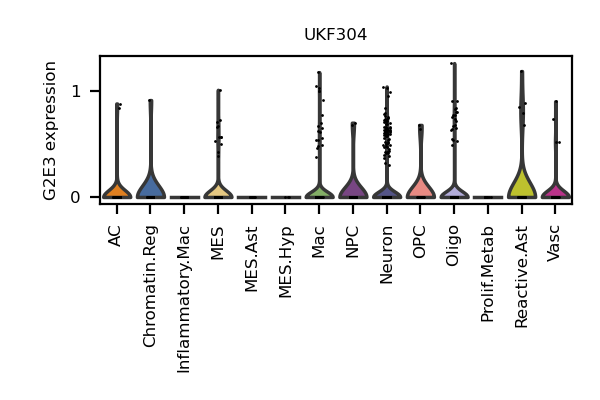 UKF304
G2E3 expression
1
0
AC
Chromatin.Reg
Inflammatory.Mac
MES
MES.Ast
MES.Hyp
Mac
NPC
Neuron
OPC
Oligo
Prolif.Metab
Reactive.Ast
Vasc